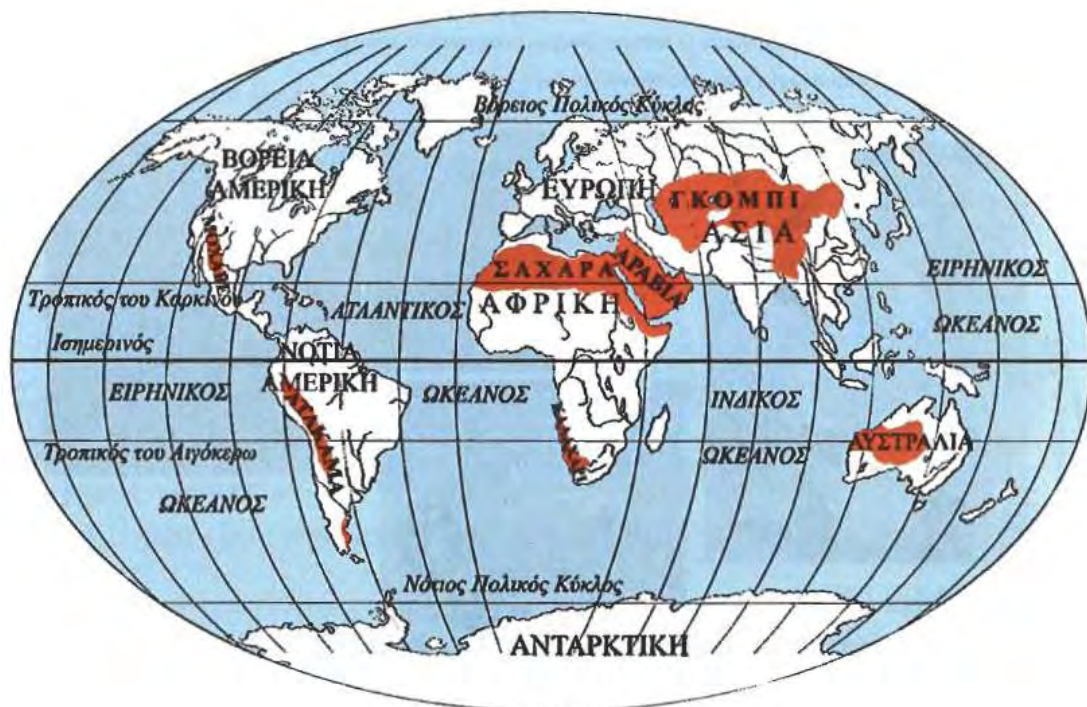 Βόρειος Πολικός Κύκλος
ΒΟΡΕΙΑ
ΑΜΕΡΙΚΗ
ΕΥΡΩΠΗ
ΓΚΟΜΠΙ
ΑΣΙΑ
ΣΑΧΑΡΑ
ΑΡΑΒΙΑ
ΕΙΡΗΝΙΚΟΣ
Τροπικός του Καρκίνου
ΑΤΛΑΝΤΙΚΟΣ
ΑΦΡΙΚΗ
ΩΚΕΑΝΟΣ
Ισημερινός
ΝΟΤΙΑ
ΑΜΕΡΙΚΗ
ΕΙΡΗΝΙΚΟΣ
ΩΚΕΑΝΟΣ
ΙΝΔΙΚΟΣ
ΑΤΑΚΑΜΑ
ΑΥΣΤΡΑΛΙΑ
Τροπικός του Αιγόκερω
ΩΚΕΑΝΟΣ
ΩΚΕΑΝΟΣ
Νότιος Πολικός Κύκλος
ΑΝΤΑΡΚΤΙΚΗ